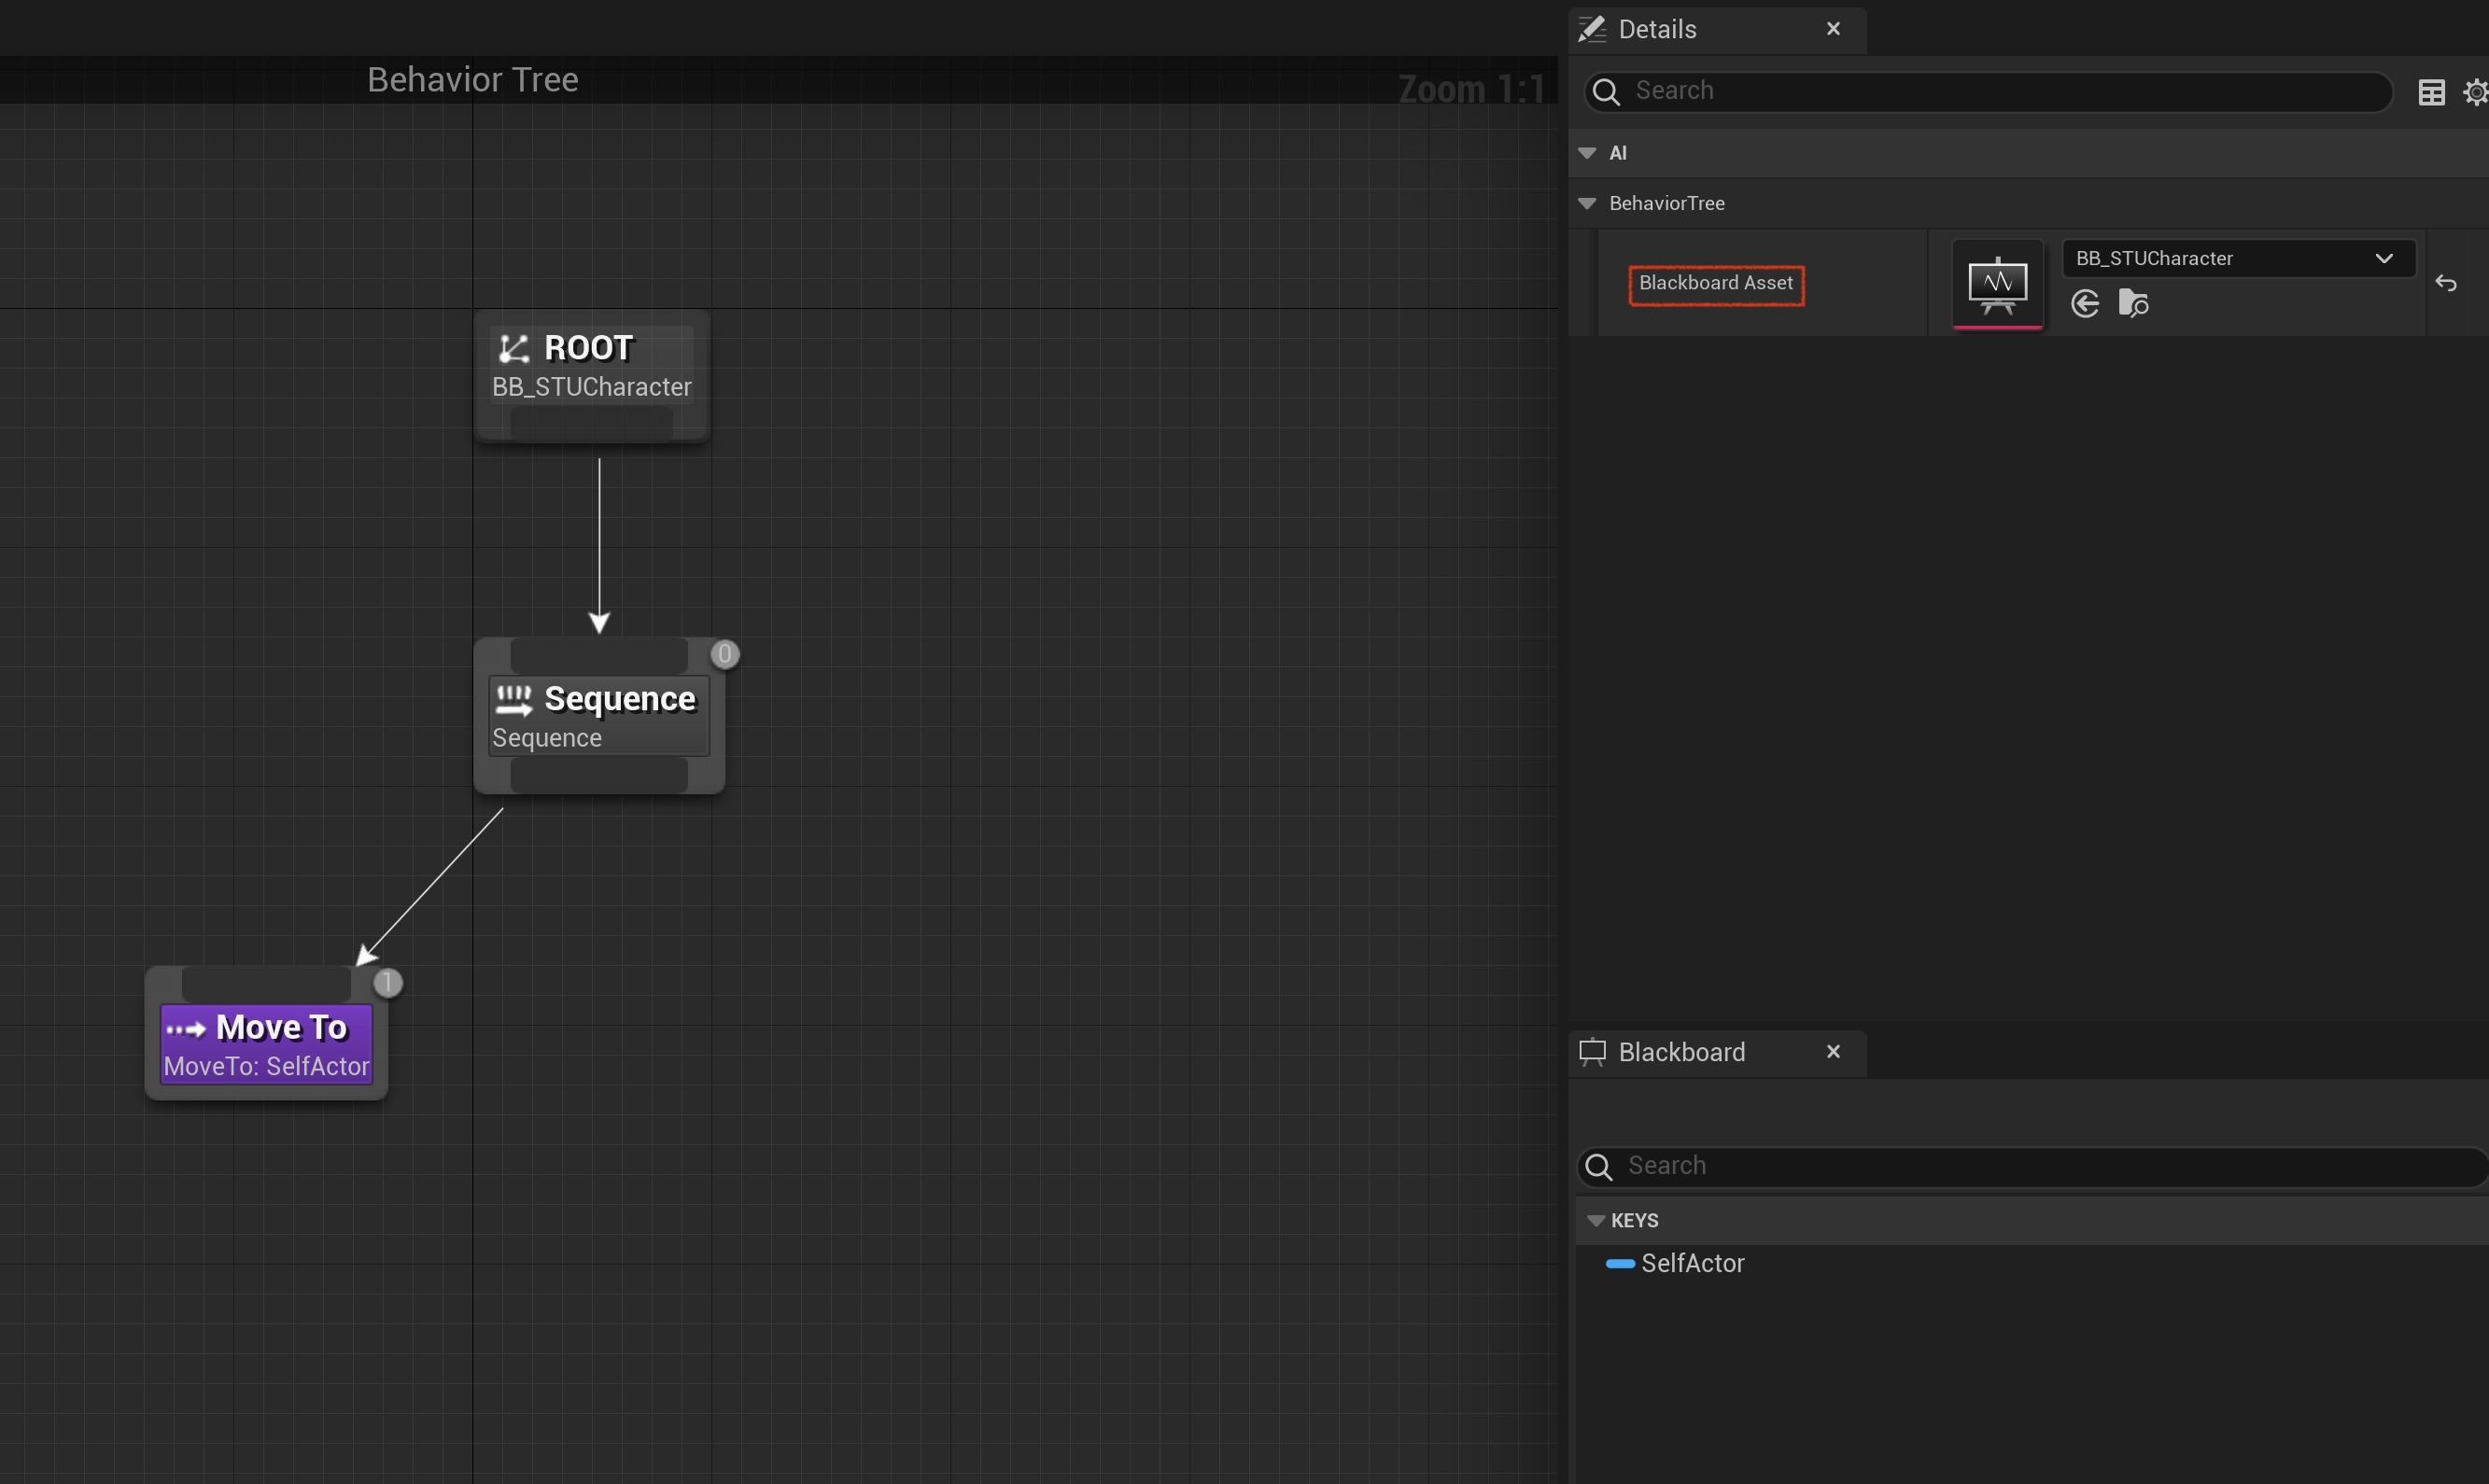 Behavior Tree
Zoom 1:1
ROOT
BB_STUCharacter
0
Sequence
Sequence
1
Move To
MoveTo: SelfActor
Details
Search
AI
BehaviorTree
Blackboard Asset
BB_STUCharacter
Blackboard
Search
KEYS
SelfActor